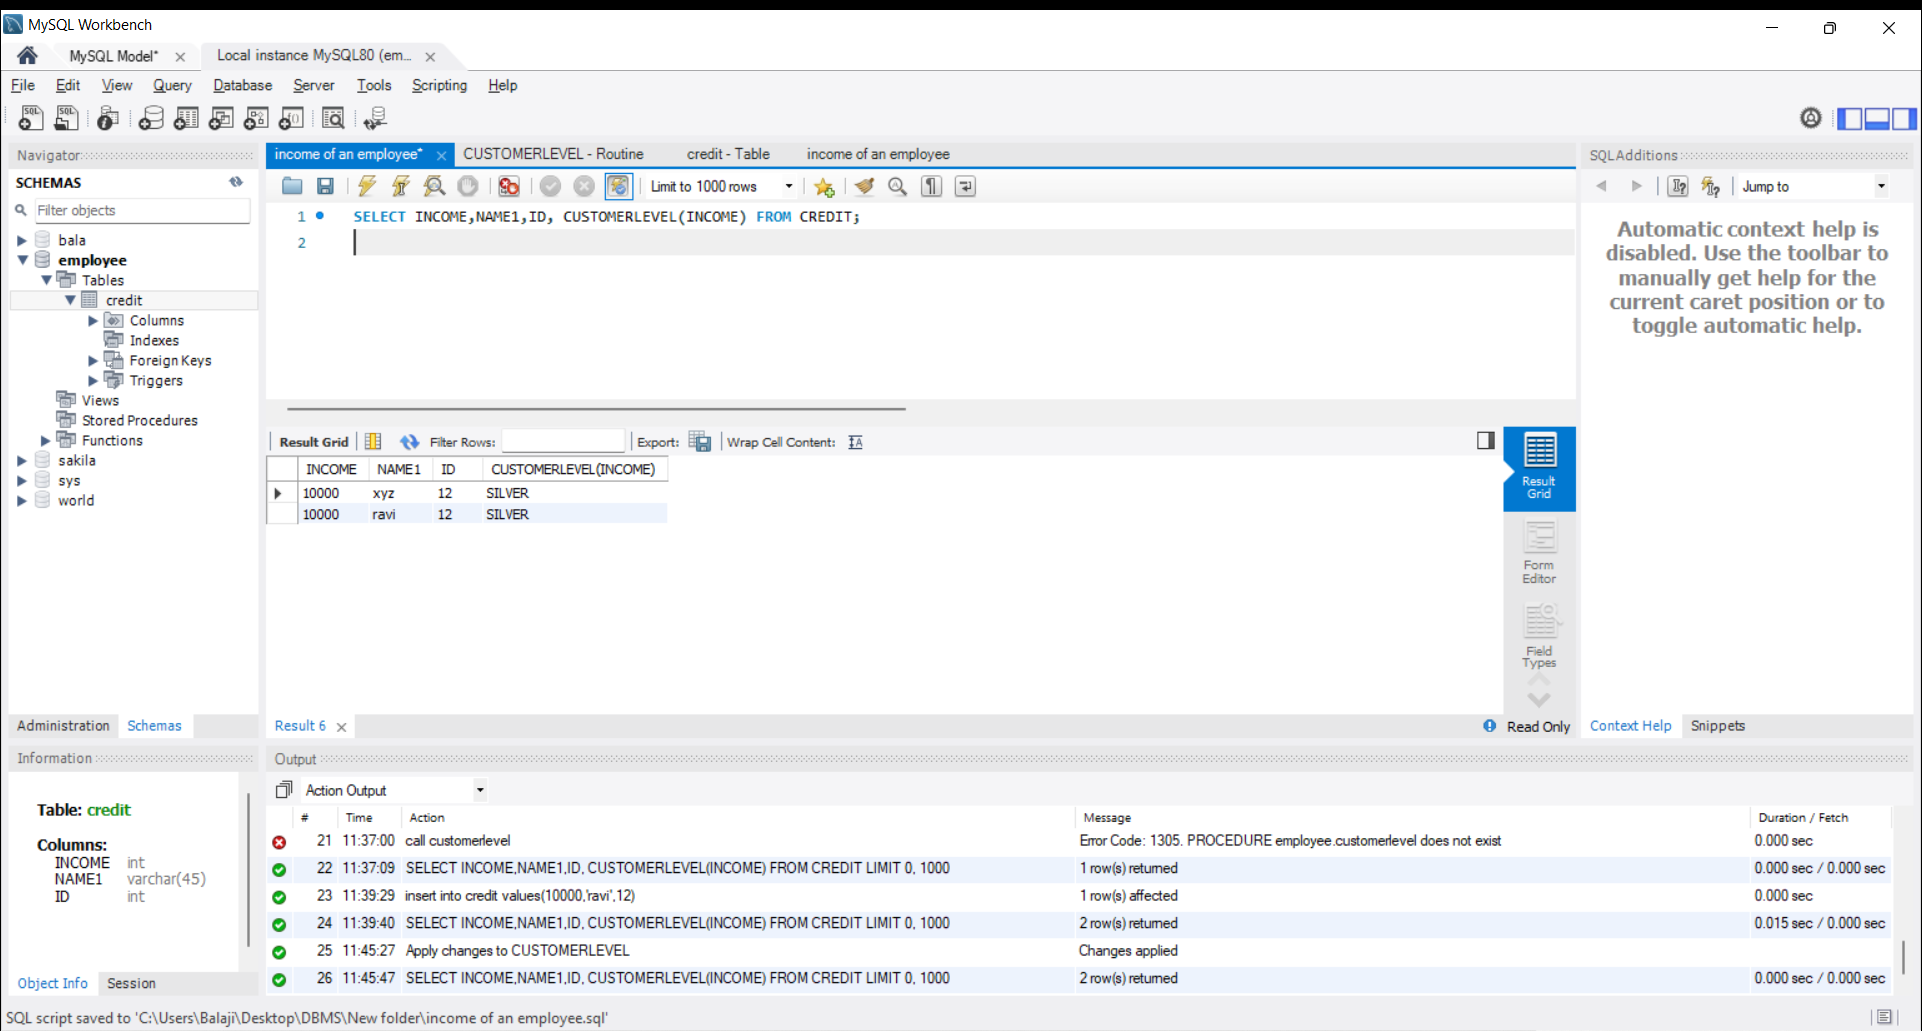 MySQL Workbench
MySQL Model* Local instance MySQL80 (em...
File Edit View Query Database Server Tools Scripting Help
Navigator
SCHEMAS
Filter objects
bala
employee
Tables
credit
Columns
Indexes
Foreign Keys
Triggers
Views
Stored Procedures
Functions
sakila
sys
world
Administration Schemas
Information
Table: credit
Columns:
INCOME int
NAME1 varchar(45)
ID int
Object Info Session
income of an employee* CUSTOMERLEVEL - Routine credit - Table income of an employee
Limit to 1000 rows
1 SELECT INCOME,NAME1,ID, CUSTOMERLEVEL(INCOME) FROM CREDIT;
2
Result Grid Filter Rows: Export: Wrap Cell Content:
INCOME NAME1 ID CUSTOMERLEVEL(INCOME)
10000 xyz 12 SILVER
10000 ravi 12 SILVER
Result
Grid
Form
Editor
Field
Types
Result 6 Read Only
SQLAdditions
Jump to
Automatic context help is
disabled. Use the toolbar to
manually get help for the
current caret position or to
toggle automatic help.
Context Help Snippets
Output
Action Output
# Time Action Message Duration / Fetch
21 11:37:00 call customerlevel Error Code: 1305. PROCEDURE employee.customerlevel does not exist 0.000 sec
22 11:37:09 SELECT INCOME,NAME1,ID, CUSTOMERLEVEL(INCOME) FROM CREDIT LIMIT 0, 1000 1 row(s) returned 0.000 sec / 0.000 sec
23 11:39:29 insert into credit values(10000,'ravi',12) 1 row(s) affected 0.000 sec
24 11:39:40 SELECT INCOME,NAME1,ID, CUSTOMERLEVEL(INCOME) FROM CREDIT LIMIT 0, 1000 2 row(s) returned 0.015 sec / 0.000 sec
25 11:45:27 Apply changes to CUSTOMERLEVEL Changes applied
26 11:45:47 SELECT INCOME,NAME1,ID, CUSTOMERLEVEL(INCOME) FROM CREDIT LIMIT 0, 1000 2 row(s) returned 0.000 sec / 0.000 sec
SQL script saved to 'C:\Users\Balaji\Desktop\DBMS\New folder\income of an employee.sql'